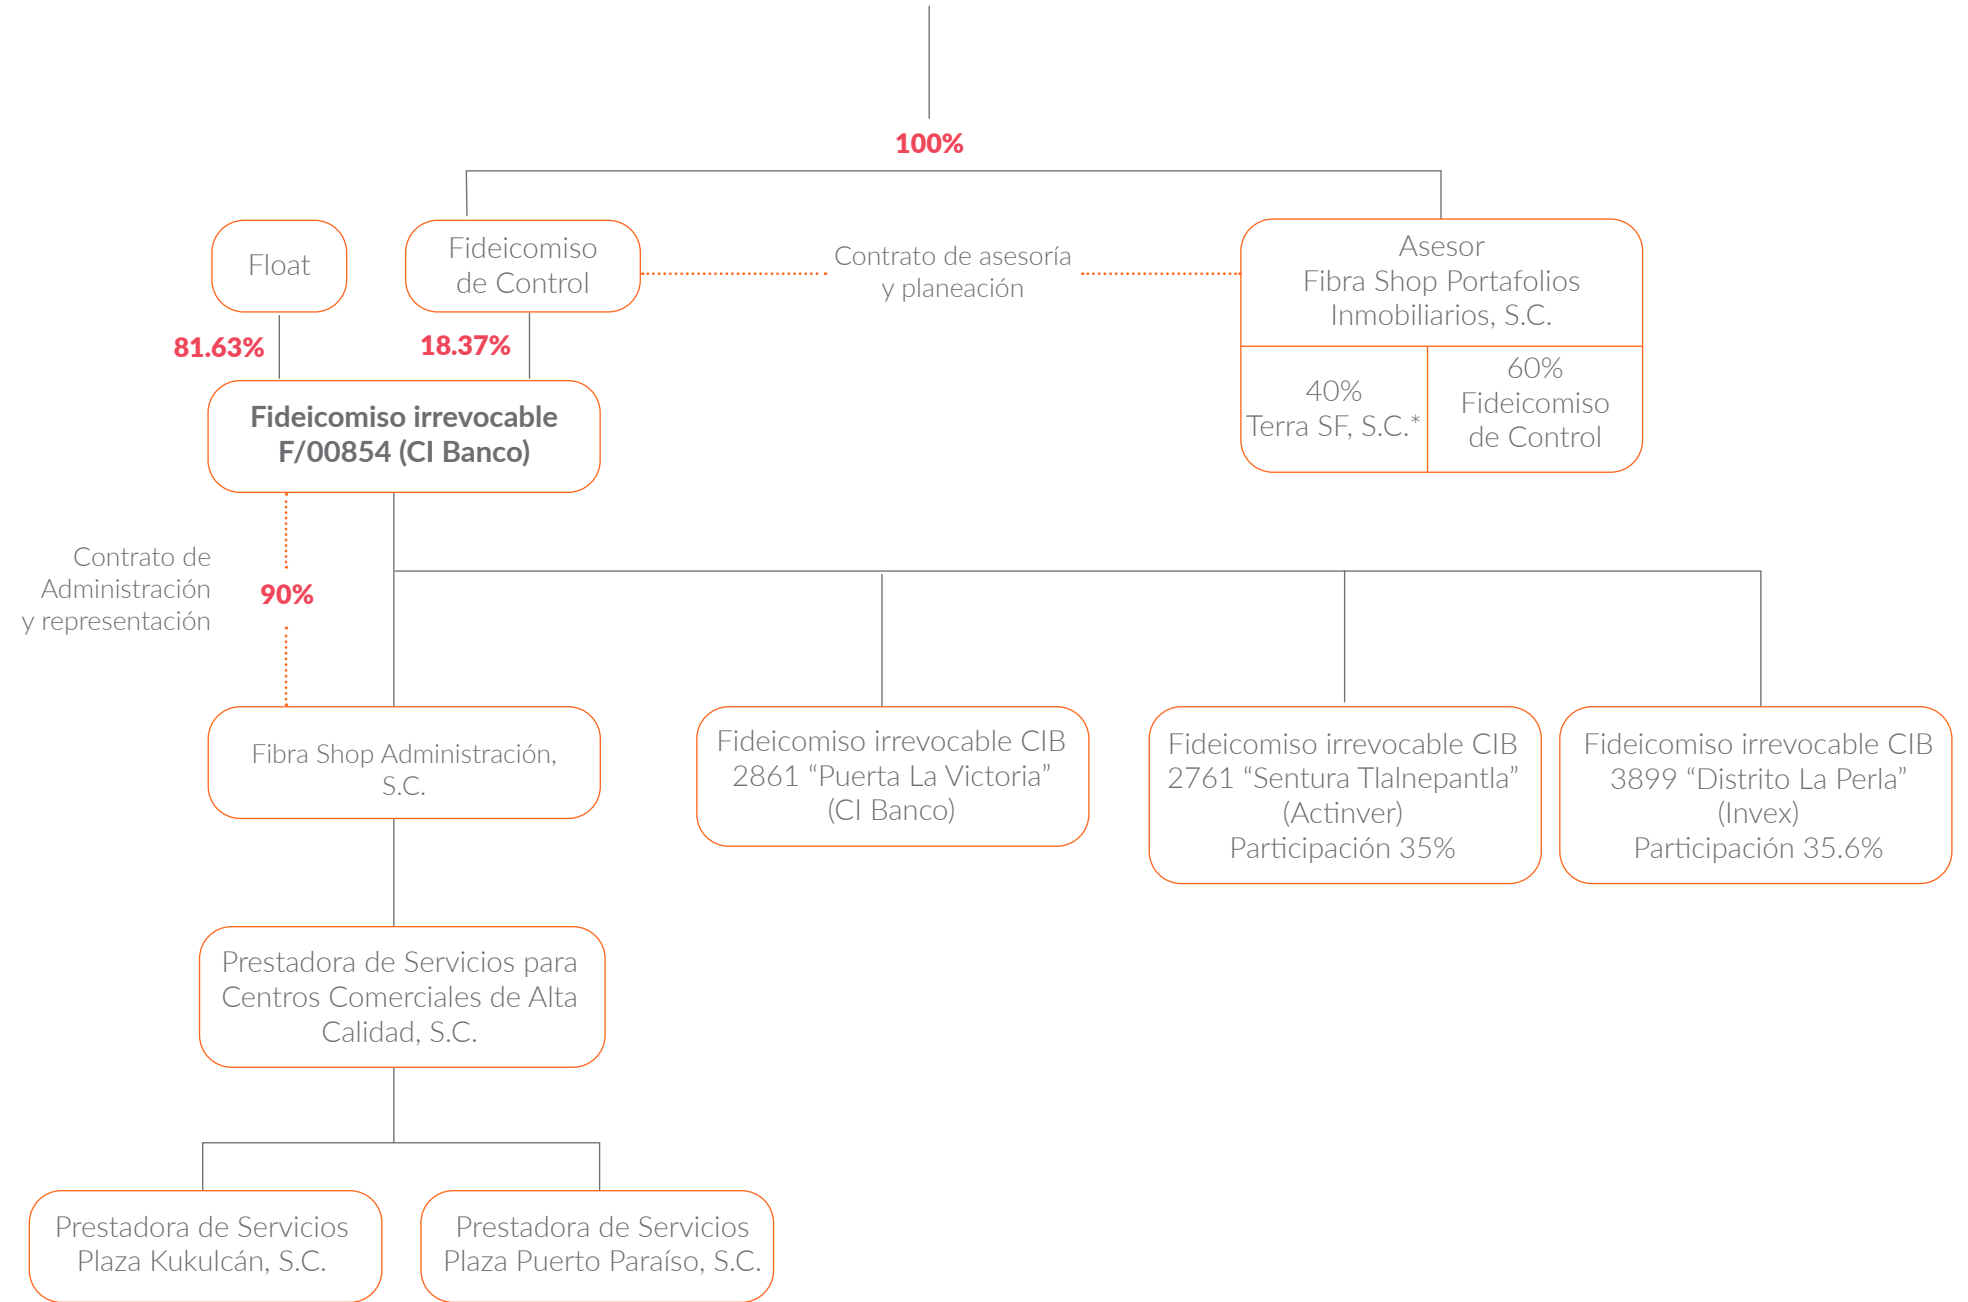 100%
Float
Fideicomiso
de Control
Contrato de asesoría
y planeación
Asesor
Fibra Shop Portafolios
Inmobiliarios, S.C.
40%
Terra SF, S.C.*
60%
Fideicomiso
de Control
81.63%
18.37%
Fideicomiso irrevocable
F/00854 (CI Banco)
Contrato de
Administración
y representación
90%
Fibra Shop Administración,
S.C.
Fideicomiso irrevocable CIB
2861 “Puerta La Victoria”
(CI Banco)
Fideicomiso irrevocable CIB
2761 “Sentura Tlalnepantla”
(Actinver)
Participación 35%
Fideicomiso irrevocable CIB
3899 “Distrito La Perla”
(Invex)
Participación 35.6%
Prestadora de Servicios para
Centros Comerciales de Alta
Calidad, S.C.
Prestadora de Servicios
Plaza Kukulcán, S.C.
Prestadora de Servicios
Plaza Puerto Paraíso, S.C.